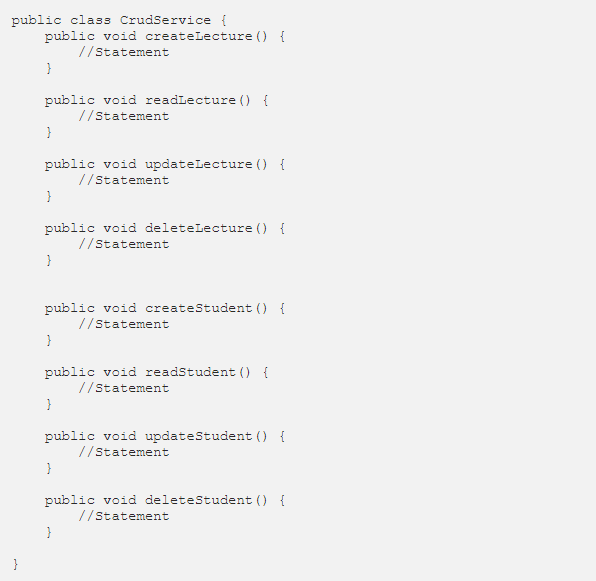 public class CrudService {
    public void createLecture() {
        //Statement
    }

    public void readLecture() {
        //Statement
    }

    public void updateLecture() {
        //Statement
    }

    public void deleteLecture() {
        //Statement
    }


    public void createStudent() {
        //Statement
    }

    public void readStudent() {
        //Statement
    }

    public void updateStudent() {
        //Statement
    }

    public void deleteStudent() {
        //Statement
    }

}